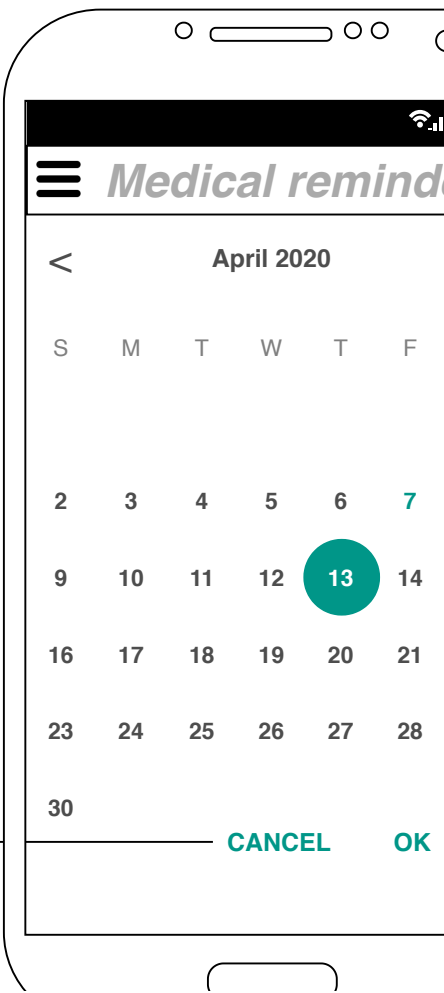 Medical reminde
< April 2020
S M T W T F
2 3 4 5 6 7
9 10 11 12 13 14
16 17 18 19 20 21
23 24 25 26 27 28
30
CANCEL OK